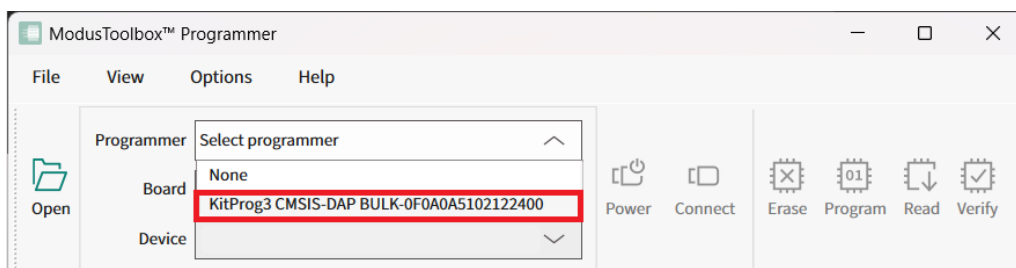 ModusToolbox™ Programmer
File View Options Help
Programmer Select programmer
None
Board
KitProg3 CMSIS-DAP BULK-0F0A0A5102122400
Device
Open
Power Connect Erase Program Read Verify
01